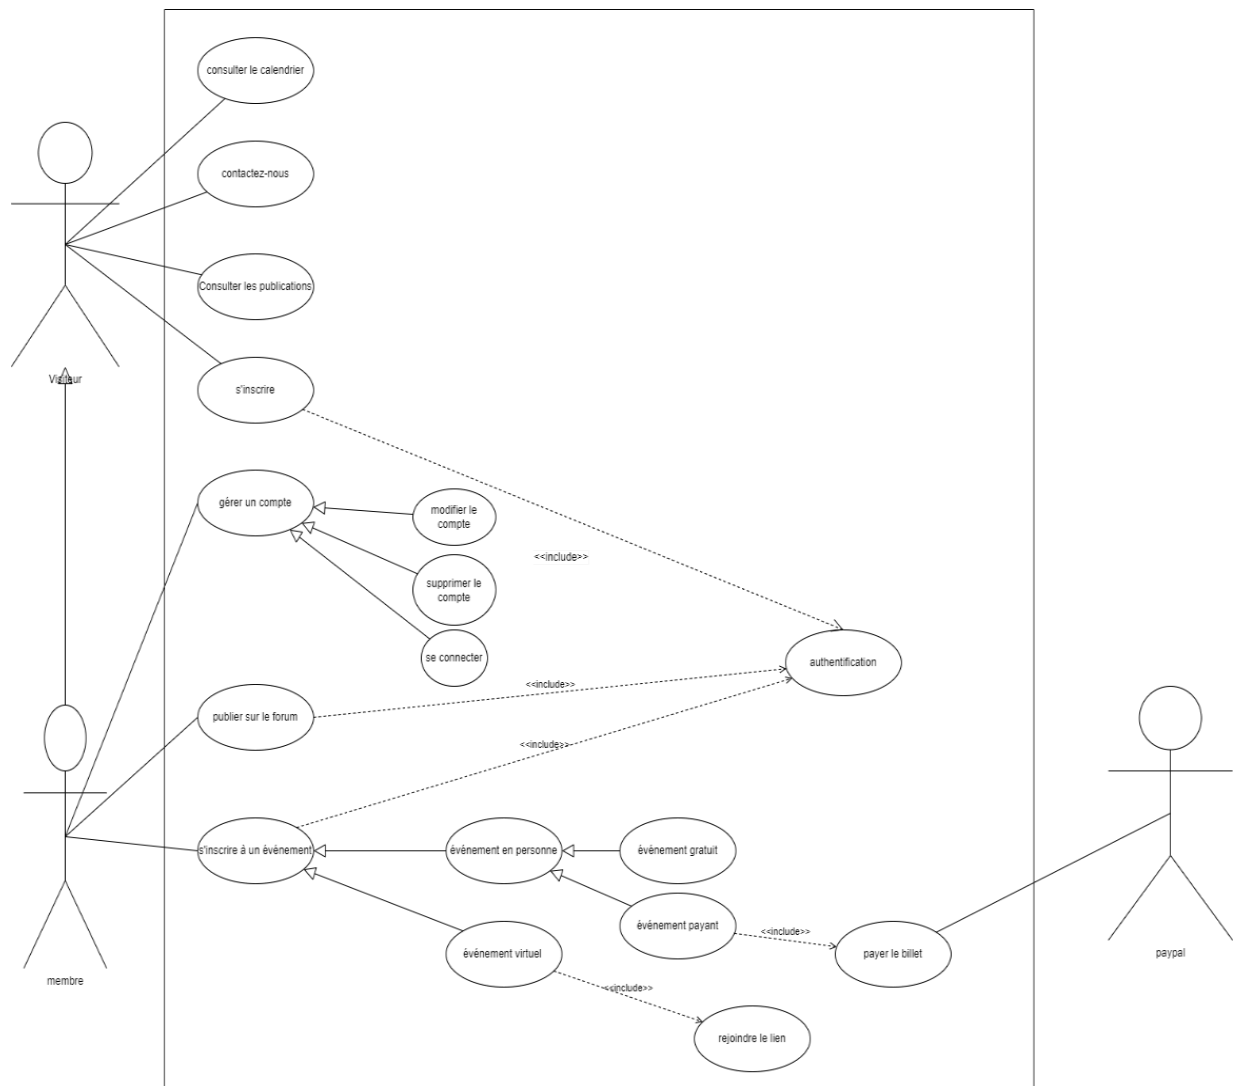 consulter le calendrier
contactez-nous
Consulter les publications
Visiteur
s'inscrire
gérer un compte
modifier le
compte
<<include>>
supprimer le
compte
se connecter
authentification
<<include>>
publier sur le forum
<<include>>
s'inscrire à un évènement
évènement en personne
évènement gratuit
évènement payant
<<include>>
payer le billet
paypal
évènement virtuel
membre
<<include>>
rejoindre le lien